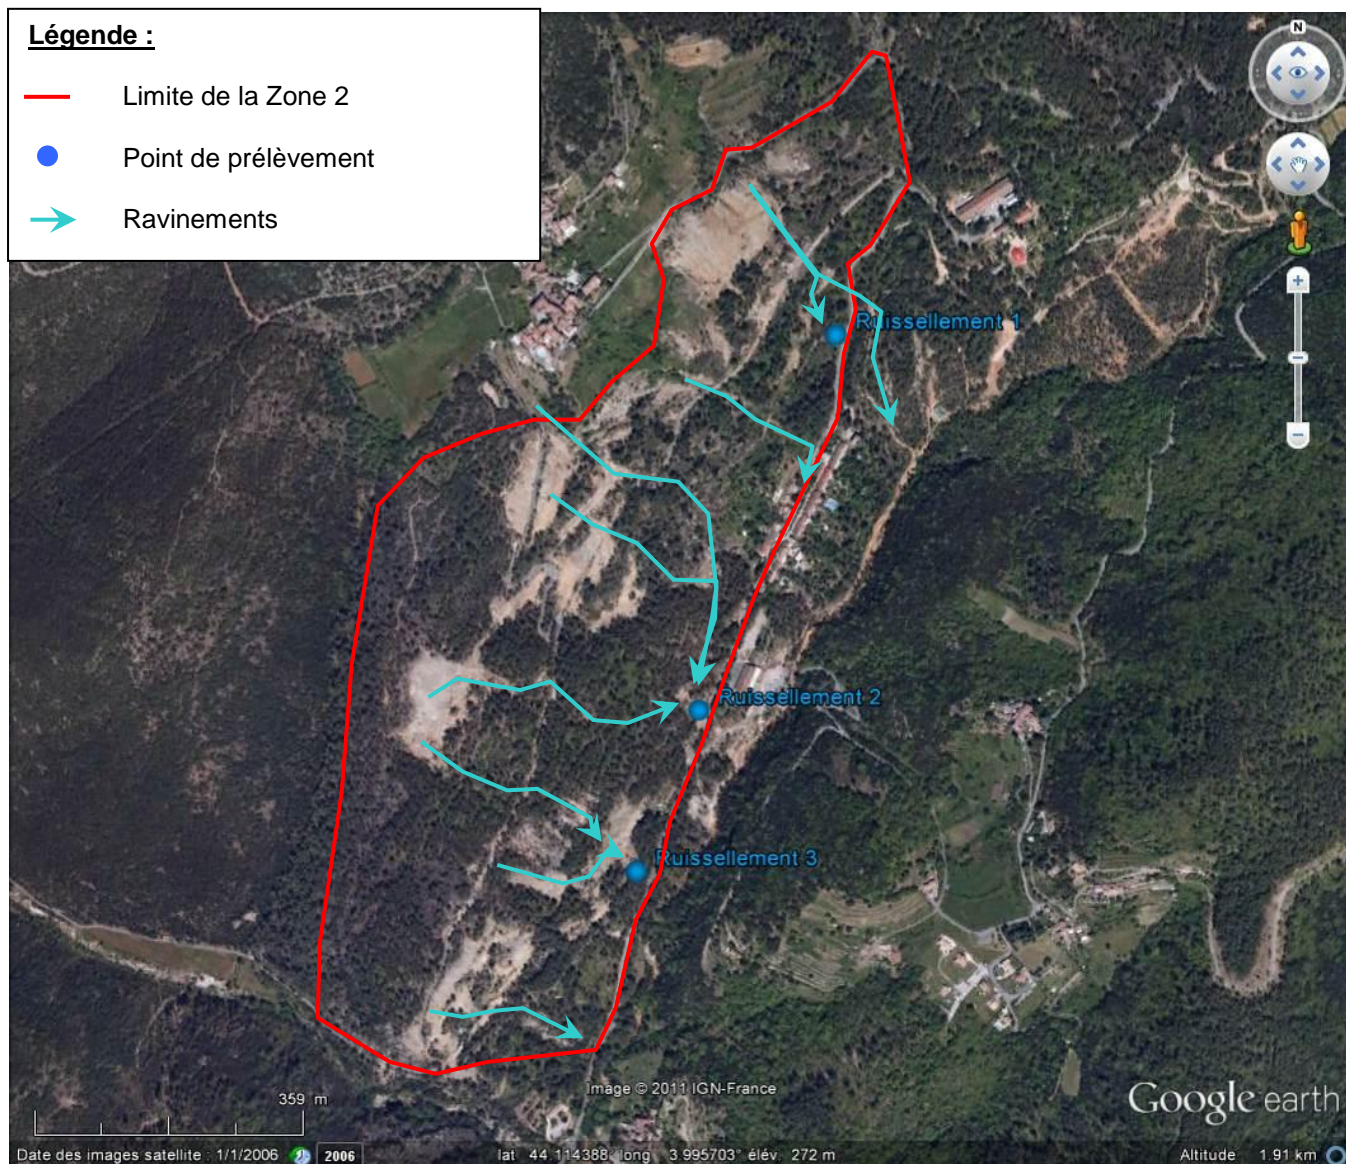 Légende :
Limite de la Zone 2
Point de prélèvement
Ravinements
N
Ruissellement 1
Ruissellement 2
Ruissellement 3
Image © 2011 IGN-France
359 m
Google earth
Date des images satellite : 1/1/2006 2006 lat 44.114388° long 3.995703° élév. 272 m Altitude 1.91 km